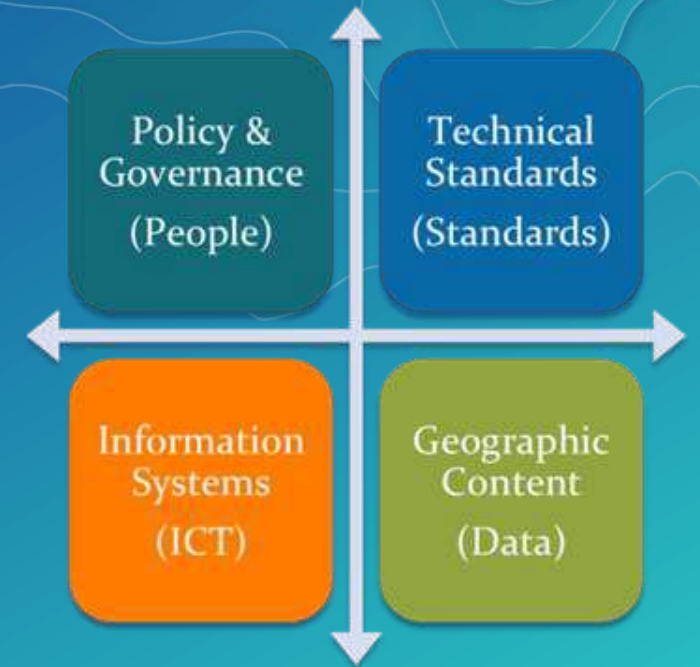 Policy &
Governance
(People)
Technical
Standards
(Standards)
Information
Systems
(ICT)
Geographic
Content
(Data)